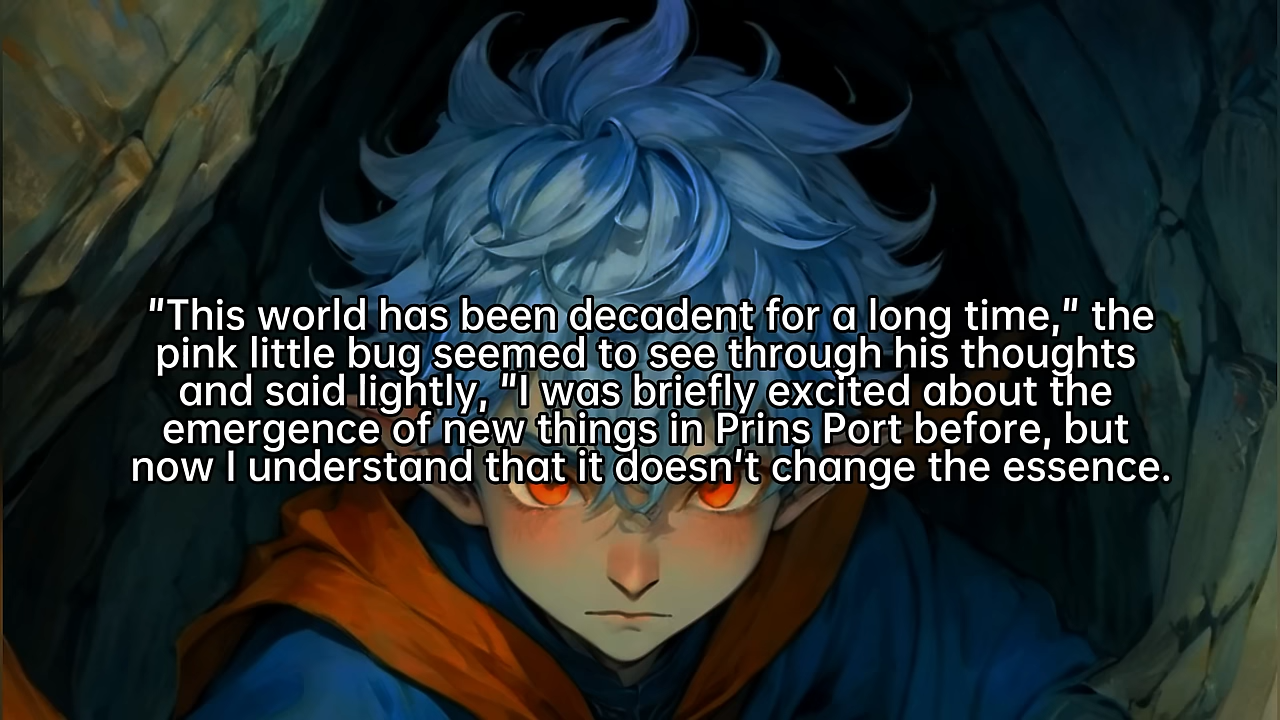 "This world has been decadent for a long time," the
pink little bug seemed to see through his thoughts
and said lightly, "I was briefly excited about the
emergence of new things in Prins Port before, but
now I understand that it doesn't change the essence.